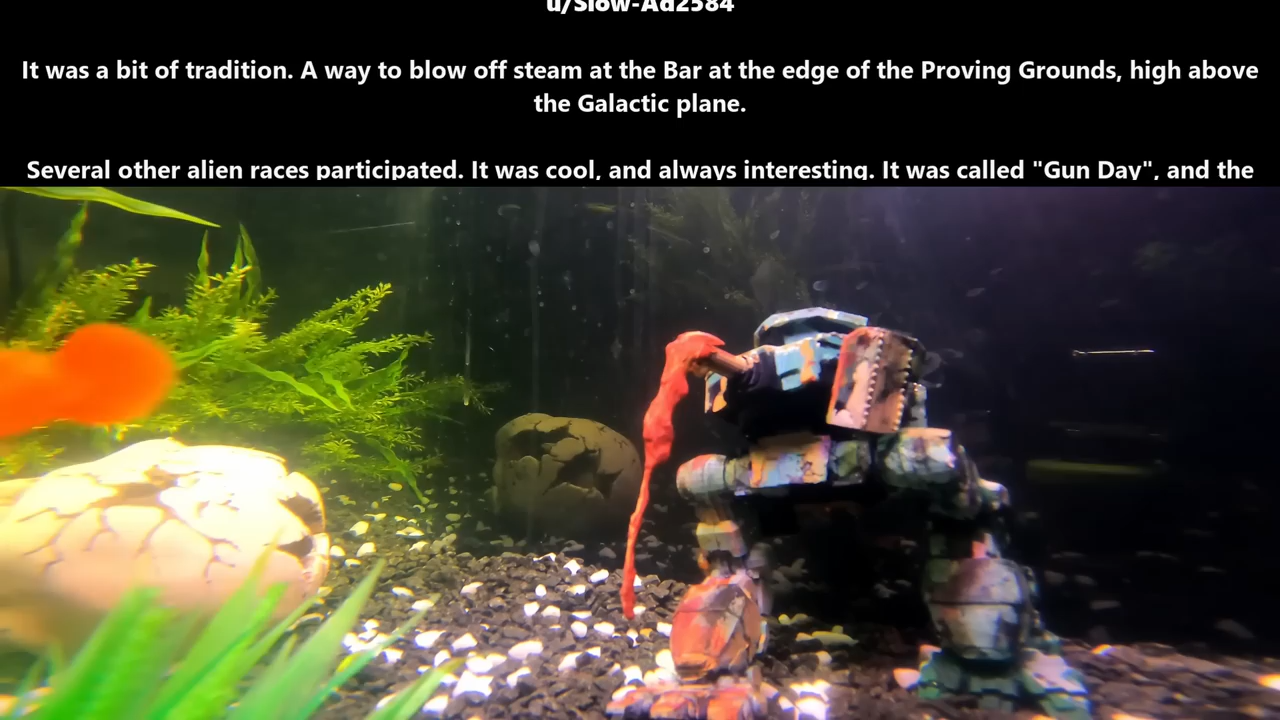 u/Slow-Ad2584
It was a bit of tradition. A way to blow off steam at the Bar at the edge of the Proving Grounds, high above
the Galactic plane.
Several other alien races participated. It was cool, and always interesting. It was called "Gun Day", and the